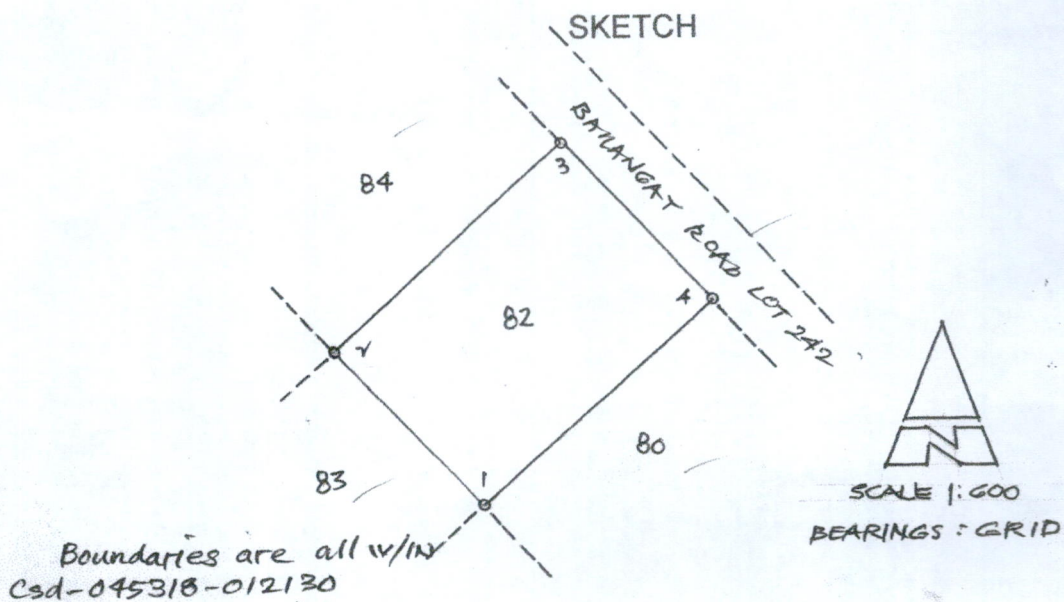 SKETCH
3
84
BAHANGAY ROAD LOT 242
4
82
2
80
1
83
N
SCALE 1:600
BEARINGS : GRID
Boundaries are all w/in
Csd-045318-012130